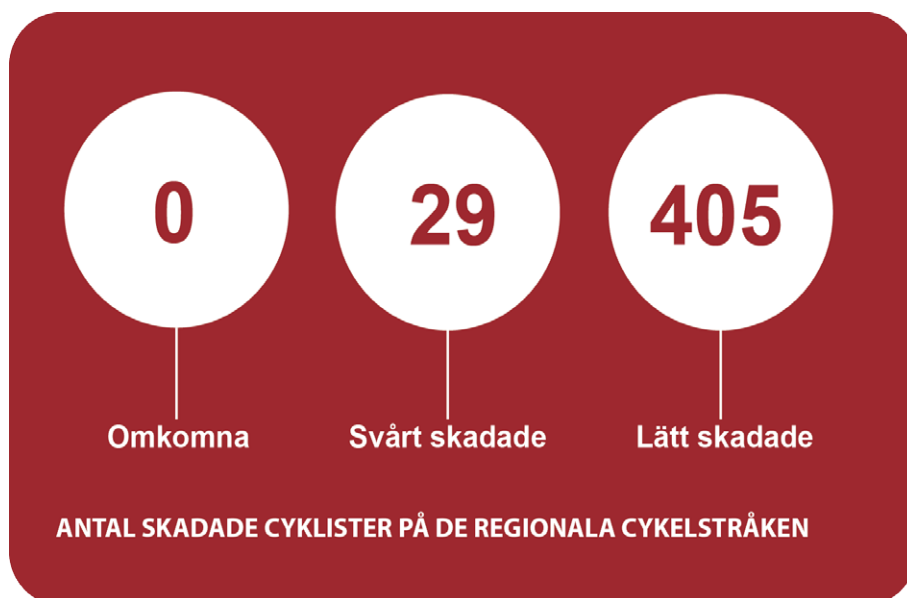 0 29 405
Omkomna Svårt skadade Lätt skadade
ANTAL SKADADE CYKLISTER PÅ DE REGIONALA CYKELSTRÅKEN